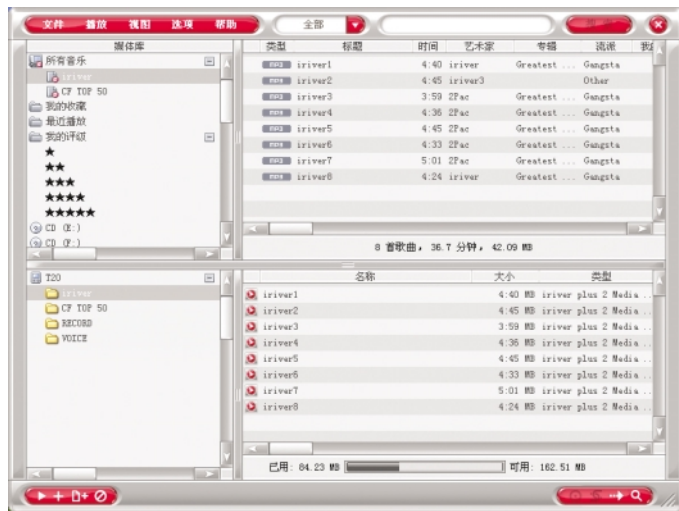 文件 播放 视图 选项 帮助 全部
媒体库
所有音乐
iriver
CF TOP 50
我的收藏
最近播放
我的评级
★
★★
★★★
★★★★
★★★★★
CD (E:)
CD (F:)
类型 标题 时间 艺术家 专辑 流派 我的
iriver1 4:40 iriver Greatest ... Gangsta
iriver2 4:45 iriver3 Other
iriver3 3:59 2Pac Greatest ... Gangsta
iriver4 4:36 2Pac Greatest ... Gangsta
iriver5 4:45 2Pac Greatest ... Gangsta
iriver6 4:33 2Pac Greatest ... Gangsta
iriver7 5:01 2Pac Greatest ... Gangsta
iriver8 4:24 iriver Greatest ... Gangsta
8 首歌曲, 36.7 分钟, 42.09 MB
T20
iriver
CF TOP 50
RECORD
VOICE
名称 大小 类型
iriver1 4:40 MB iriver plus 2 Media ...
iriver2 4:45 MB iriver plus 2 Media ...
iriver3 3:59 MB iriver plus 2 Media ...
iriver4 4:36 MB iriver plus 2 Media ...
iriver5 4:45 MB iriver plus 2 Media ...
iriver6 4:33 MB iriver plus 2 Media ...
iriver7 5:01 MB iriver plus 2 Media ...
iriver8 4:24 MB iriver plus 2 Media ...
已用: 84.23 MB 可用: 162.51 MB